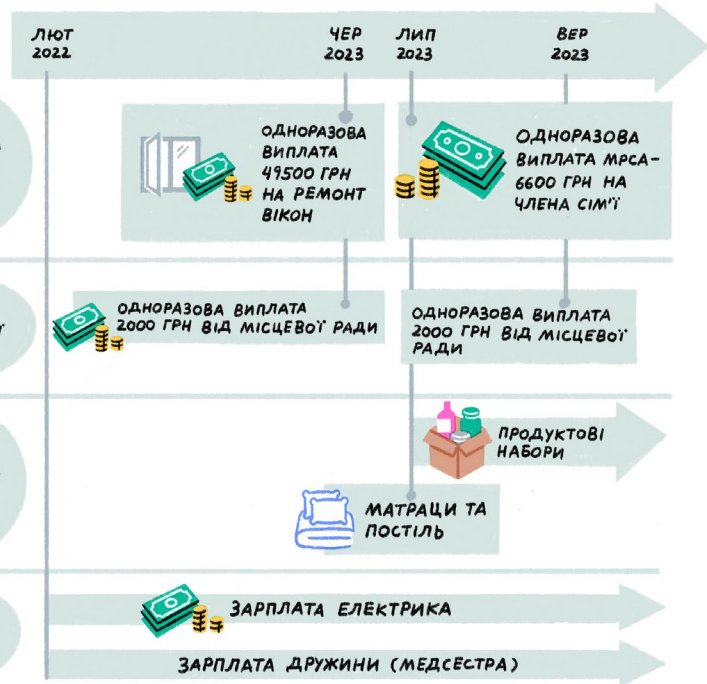 ЛЮТ
2022
ЧЕР
2023
ЛИП
2023
ВЕР
2023
ОДНОРАЗОВА
ВИПЛАТА
49500 ГРН
НА РЕМОНТ
ВІКОН
ОДНОРАЗОВА
ВИПЛАТА МРСА-
6600 ГРН НА
ЧЛЕНА СІМ'Ї
ОДНОРАЗОВА ВИПЛАТА
2000 ГРН ВІД МІСЦЕВОЇ РАДИ
ОДНОРАЗОВА ВИПЛАТА
2000 ГРН ВІД МІСЦЕВОЇ
РАДИ
ПРОДУКТОВІ
НАБОРИ
МАТРАЦИ ТА
ПОСТІЛЬ
ЗАРПЛАТА ЕЛЕКТРИКА
ЗАРПЛАТА ДРУЖИНИ (МЕДСЕСТРА)